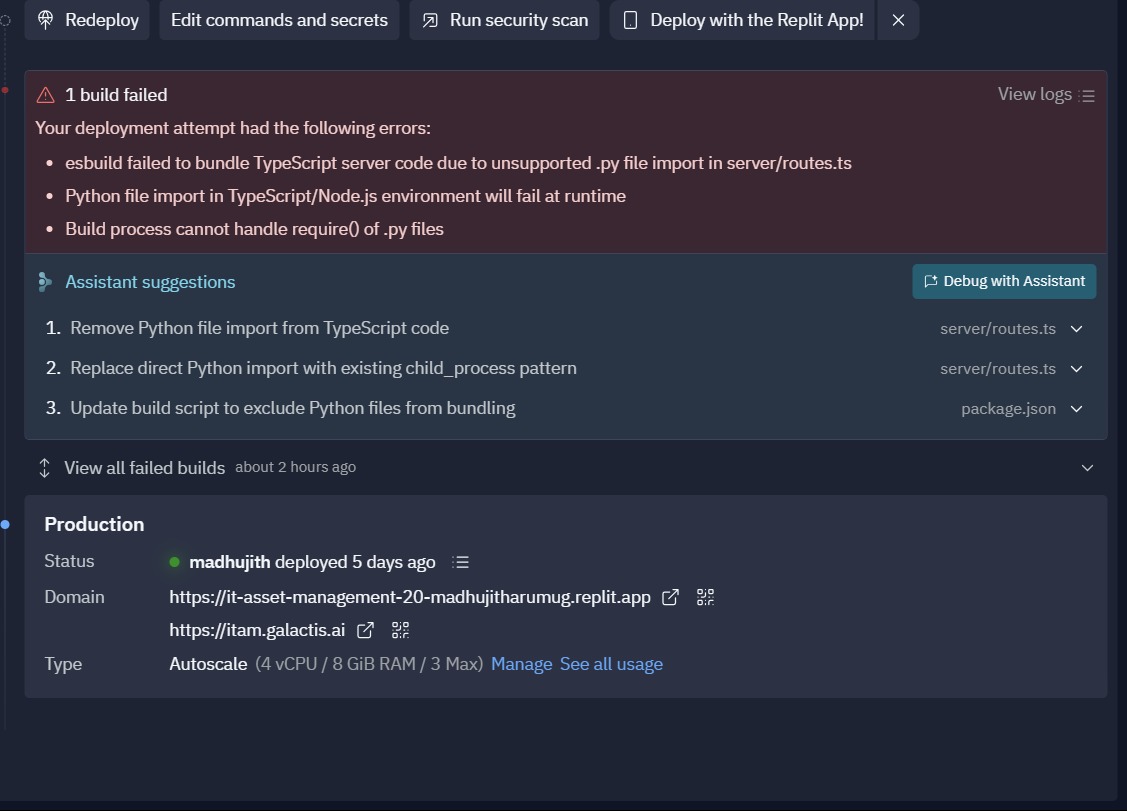 Redeploy Edit commands and secrets Run security scan Deploy with the Replit App!
1 build failed View logs
Your deployment attempt had the following errors:
• esbuild failed to bundle TypeScript server code due to unsupported .py file import in server/routes.ts
• Python file import in TypeScript/Node.js environment will fail at runtime
• Build process cannot handle require() of .py files
Assistant suggestions Debug with Assistant
1. Remove Python file import from TypeScript code server/routes.ts
2. Replace direct Python import with existing child_process pattern server/routes.ts
3. Update build script to exclude Python files from bundling package.json
View all failed builds about 2 hours ago
Production
Status madhujith deployed 5 days ago
Domain https://it-asset-management-20-madhujitharumug.replit.app
https://itam.galactis.ai
Type Autoscale (4 vCPU / 8 GiB RAM / 3 Max) Manage See all usage